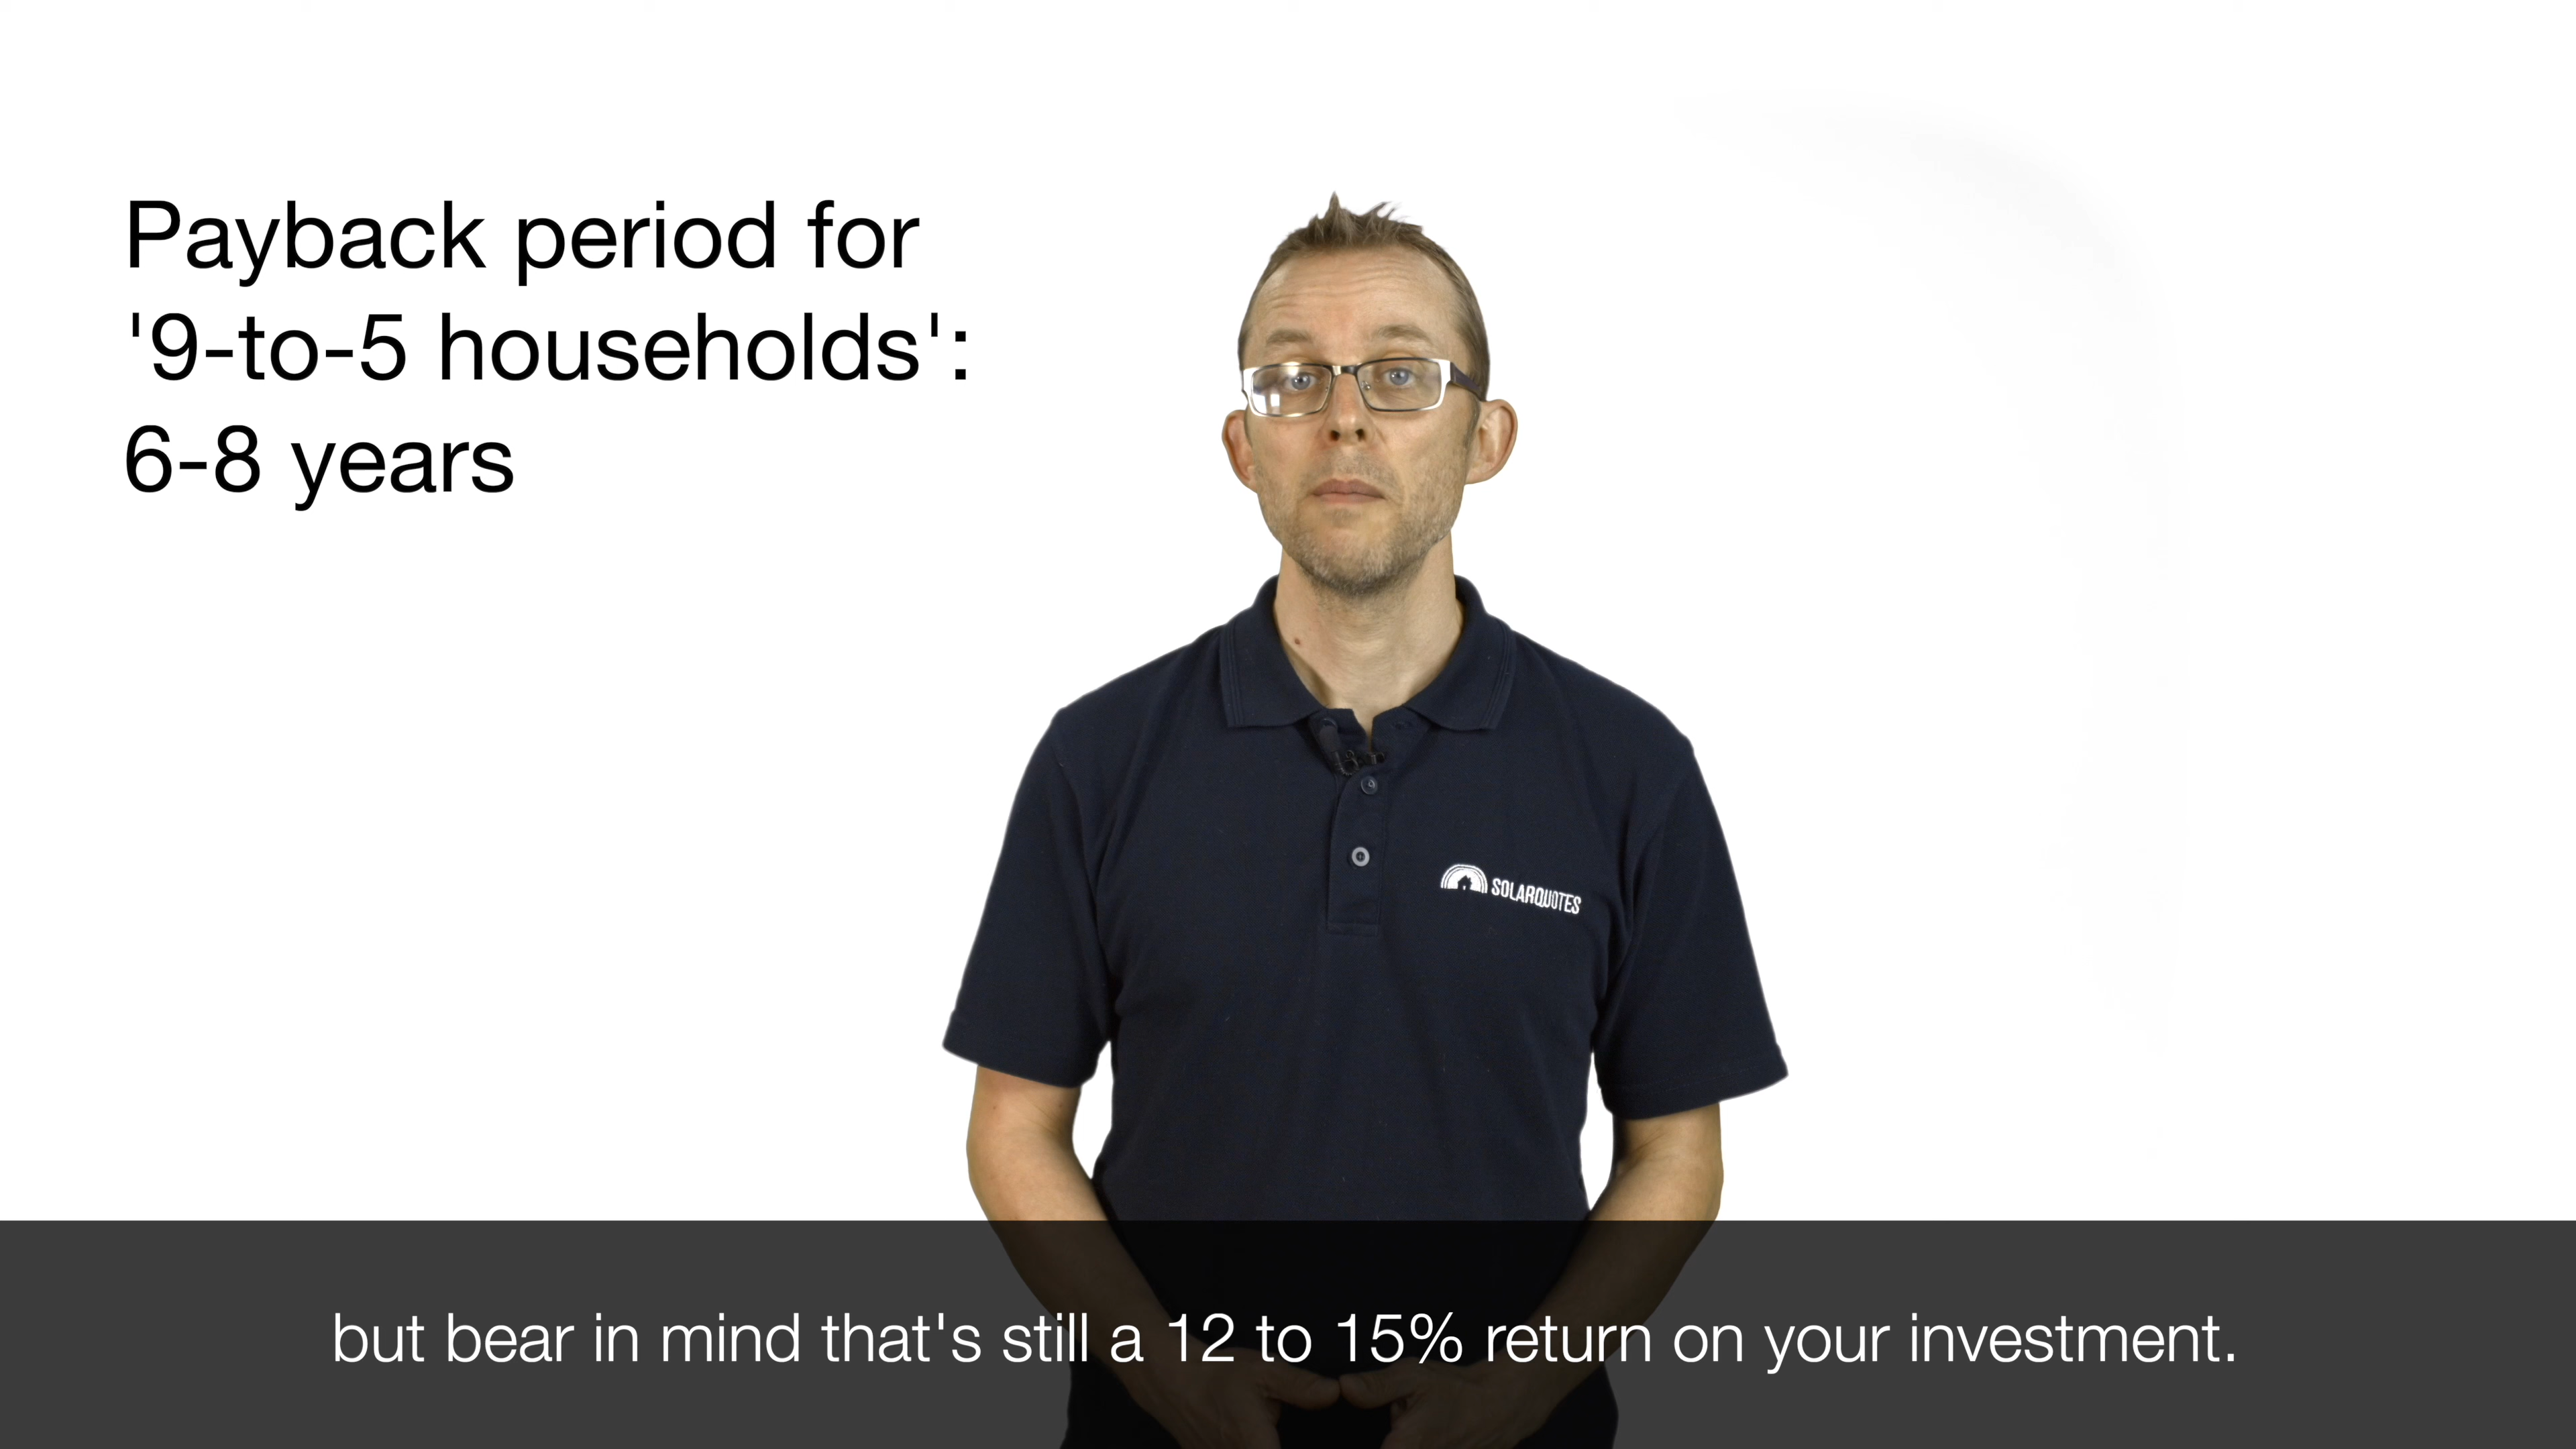 Payback period for
'9-to-5 households':
6-8 years
SOLARQUOTES
but bear in mind that's still a 12 to 15% return on your investment.